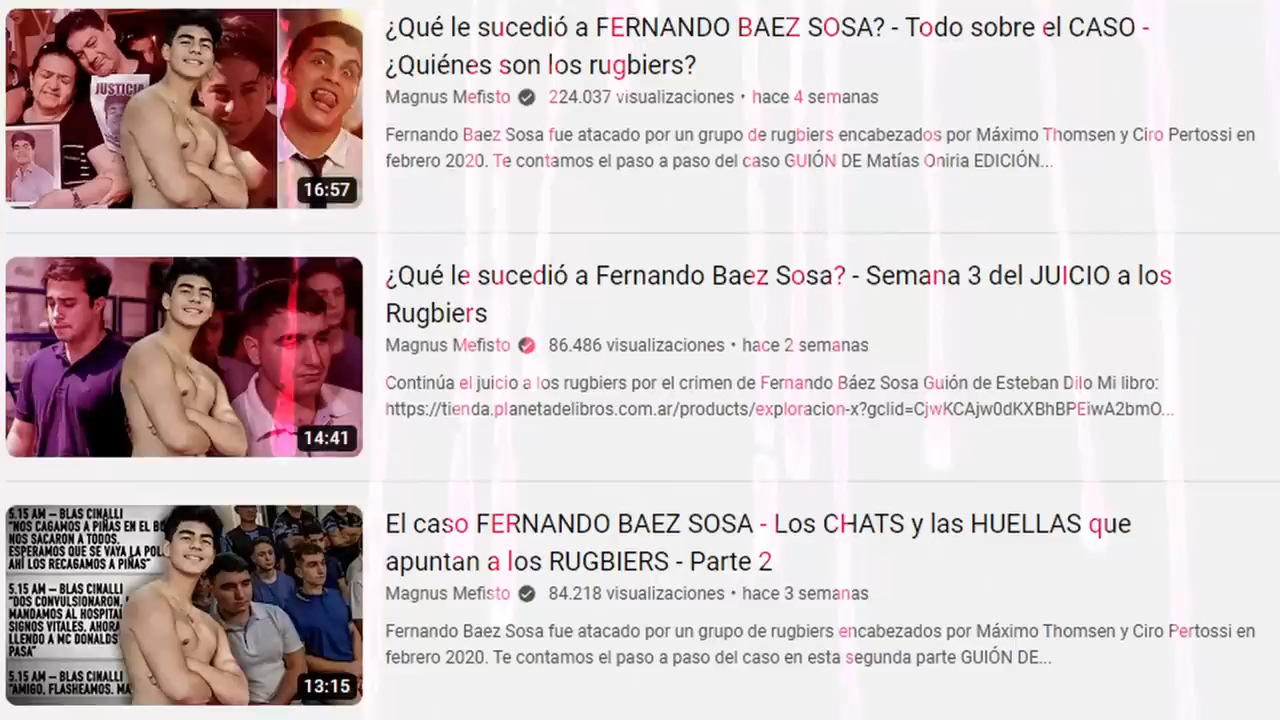 ¿Qué le sucedió a FERNANDO BAEZ SOSA? - Todo sobre el CASO -
¿Quiénes son los rugbiers?
Magnus Mefisto 224.037 visualizaciones • hace 4 semanas
Fernando Baez Sosa fue atacado por un grupo de rugbiers encabezados por Máximo Thomsen y Ciro Pertossi en
febrero 2020. Te contamos el paso a paso del caso GUIÓN DE Matías Oniria EDICIÓN...
JUSTICIA
16:57
¿Qué le sucedió a Fernando Baez Sosa? - Semana 3 del JUICIO a los
Rugbiers
Magnus Mefisto 86.486 visualizaciones • hace 2 semanas
Continúa el juicio a los rugbiers por el crimen de Fernando Báez Sosa Guión de Esteban Dilo Mi libro:
https://tienda.planetadelibros.com.ar/products/exploracion-x?gclid=CjwKCAjw0dKXBhBPEiwA2bmO...
14:41
El caso FERNANDO BAEZ SOSA - Los CHATS y las HUELLAS que
apuntan a los RUGBIERS - Parte 2
Magnus Mefisto 84.218 visualizaciones • hace 3 semanas
Fernando Baez Sosa fue atacado por un grupo de rugbiers encabezados por Máximo Thomsen y Ciro Pertossi en
febrero 2020. Te contamos el paso a paso del caso en esta segunda parte GUIÓN DE...
5.15 AM – BLAS CINALLI
"NOS CAGAMOS A PIÑAS EN EL
NOS SACARON A TODOS.
ESPERAMOS QUE SE VAYA LA
AHÍ LOS RECAGAMOS A PIÑAS"
5.15 AM – BLAS CINALLI
"DOS CONVULSIONARON,
MANDAMOS AL HOSPITAL
SIGNOS VITALES. AHORA
LLENDO A MC DONALDS
PASA"
5.15 AM – BLAS CINALLI
"AMIGO, FLASHEAMOS.
13:15